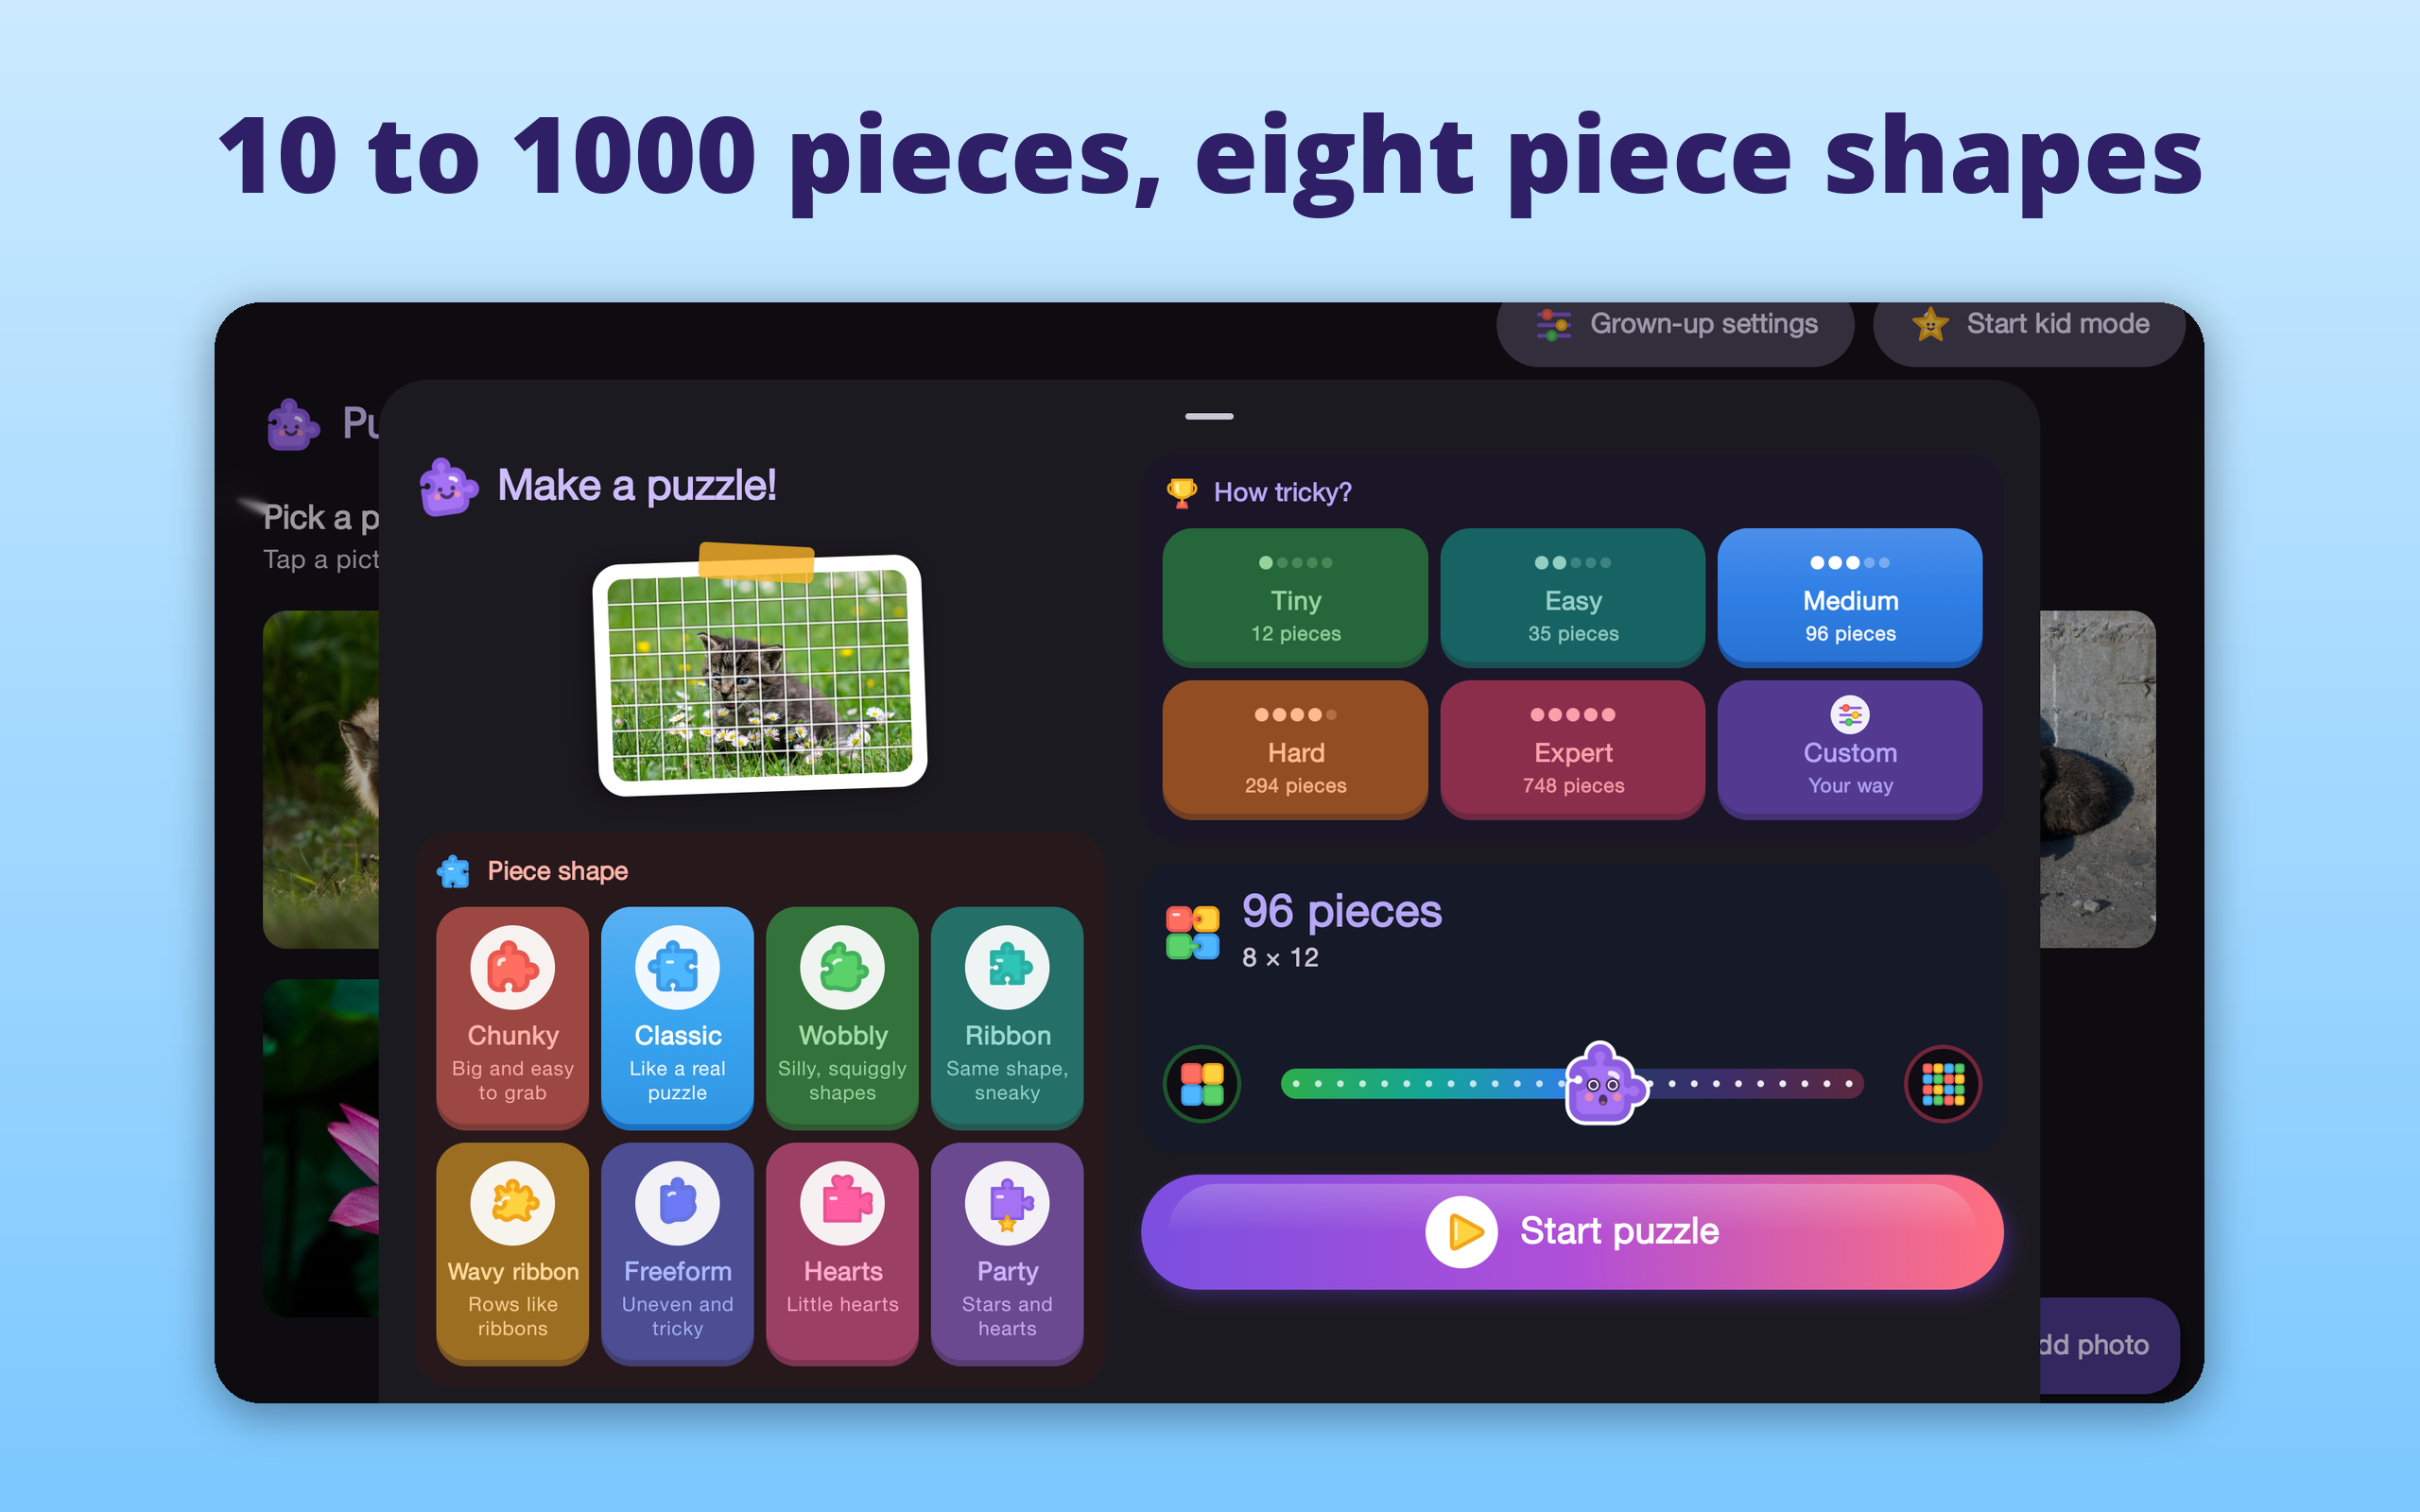 10 to 1000 pieces, eight piece shapes
Grown-up settings
Start kid mode
Pick a p
Tap a pict
Make a puzzle!
How tricky?
Tiny
12 pieces
Easy
35 pieces
Medium
96 pieces
Hard
294 pieces
Expert
748 pieces
Custom
Your way
Piece shape
Chunky
Big and easy
to grab
Classic
Like a real
puzzle
Wobbly
Silly, squiggly
shapes
Ribbon
Same shape,
sneaky
Wavy ribbon
Rows like
ribbons
Freeform
Uneven and
tricky
Hearts
Little hearts
Party
Stars and
hearts
96 pieces
8 × 12
Start puzzle
dd photo